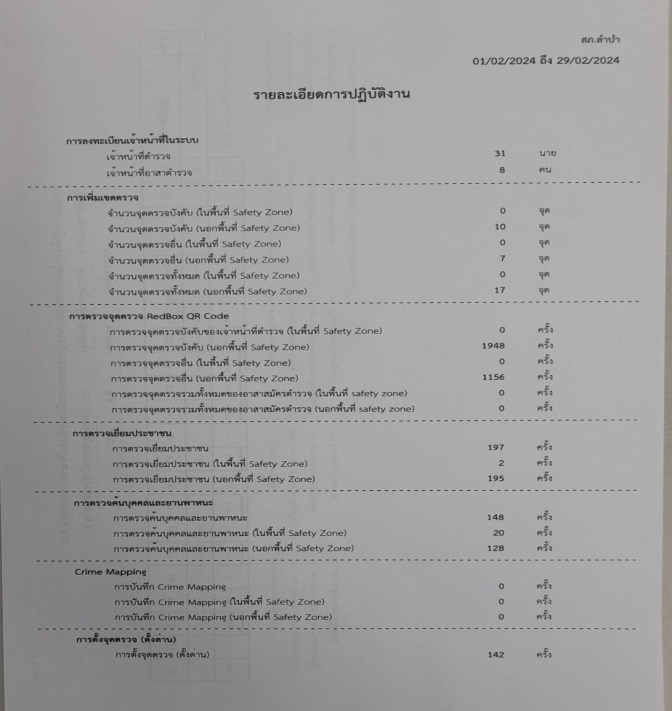 สภ.ลำปำ
01/02/2024 ถึง 29/02/2024
รายละเอียดการปฏิบัติงาน
การลงทะเบียนเจ้าหน้าที่ในระบบ
เจ้าหน้าที่ตำรวจ 31 นาย
เจ้าหน้าที่อาสาตำรวจ 8 คน
การเพิ่มเขตตรวจ
จำนวนจุดตรวจบังคับ (ในพื้นที่ Safety Zone) 0 จุด
จำนวนจุดตรวจบังคับ (นอกพื้นที่ Safety Zone) 10 จุด
จำนวนจุดตรวจอื่น (ในพื้นที่ Safety Zone) 0 จุด
จำนวนจุดตรวจอื่น (นอกพื้นที่ Safety Zone) 7 จุด
จำนวนจุดตรวจทั้งหมด (ในพื้นที่ Safety Zone) 0 จุด
จำนวนจุดตรวจทั้งหมด (นอกพื้นที่ Safety Zone) 17 จุด
การตรวจจุดตรวจ RedBox QR Code
การตรวจจุดตรวจบังคับของเจ้าหน้าที่ตำรวจ (ในพื้นที่ Safety Zone) 0 ครั้ง
การตรวจจุดตรวจบังคับ (นอกพื้นที่ Safety Zone) 1948 ครั้ง
การตรวจจุดตรวจอื่น (ในพื้นที่ Safety Zone) 0 ครั้ง
การตรวจจุดตรวจอื่น (นอกพื้นที่ Safety Zone) 1156 ครั้ง
การตรวจจุดตรวจรวมทั้งหมดของอาสาสมัครตำรวจ (ในพื้นที่ safety zone) 0 ครั้ง
การตรวจจุดตรวจรวมทั้งหมดของอาสาสมัครตำรวจ (นอกพื้นที่ safety zone) 0 ครั้ง
การตรวจเยี่ยมประชาชน
การตรวจเยี่ยมประชาชน 197 ครั้ง
การตรวจเยี่ยมประชาชน (ในพื้นที่ Safety Zone) 2 ครั้ง
การตรวจเยี่ยมประชาชน (นอกพื้นที่ Safety Zone) 195 ครั้ง
การตรวจค้นบุคคลและยานพาหนะ
การตรวจค้นบุคคลและยานพาหนะ 148 ครั้ง
การตรวจค้นบุคคลและยานพาหนะ (ในพื้นที่ Safety Zone) 20 ครั้ง
การตรวจค้นบุคคลและยานพาหนะ (นอกพื้นที่ Safety Zone) 128 ครั้ง
Crime Mapping
การบันทึก Crime Mapping 0 ครั้ง
การบันทึก Crime Mapping (ในพื้นที่ Safety Zone) 0 ครั้ง
การบันทึก Crime Mapping (นอกพื้นที่ Safety Zone) 0 ครั้ง
การตั้งจุดตรวจ (ตั้งด่าน)
การตั้งจุดตรวจ (ตั้งด่าน) 142 ครั้ง